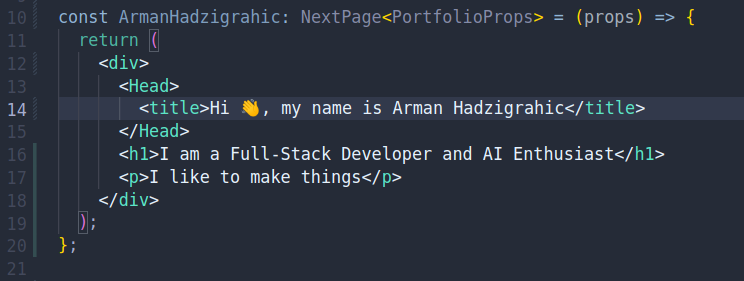 10 const ArmanHadzigrahic: NextPage<PortfolioProps> = (props) => {
11   return (
12     <div>
13       <Head>
14         <title>Hi 👋, my name is Arman Hadzigrahic</title>
15       </Head>
16       <h1>I am a Full-Stack Developer and AI Enthusiast</h1>
17       <p>I like to make things</p>
18     </div>
19   );
20 };
21